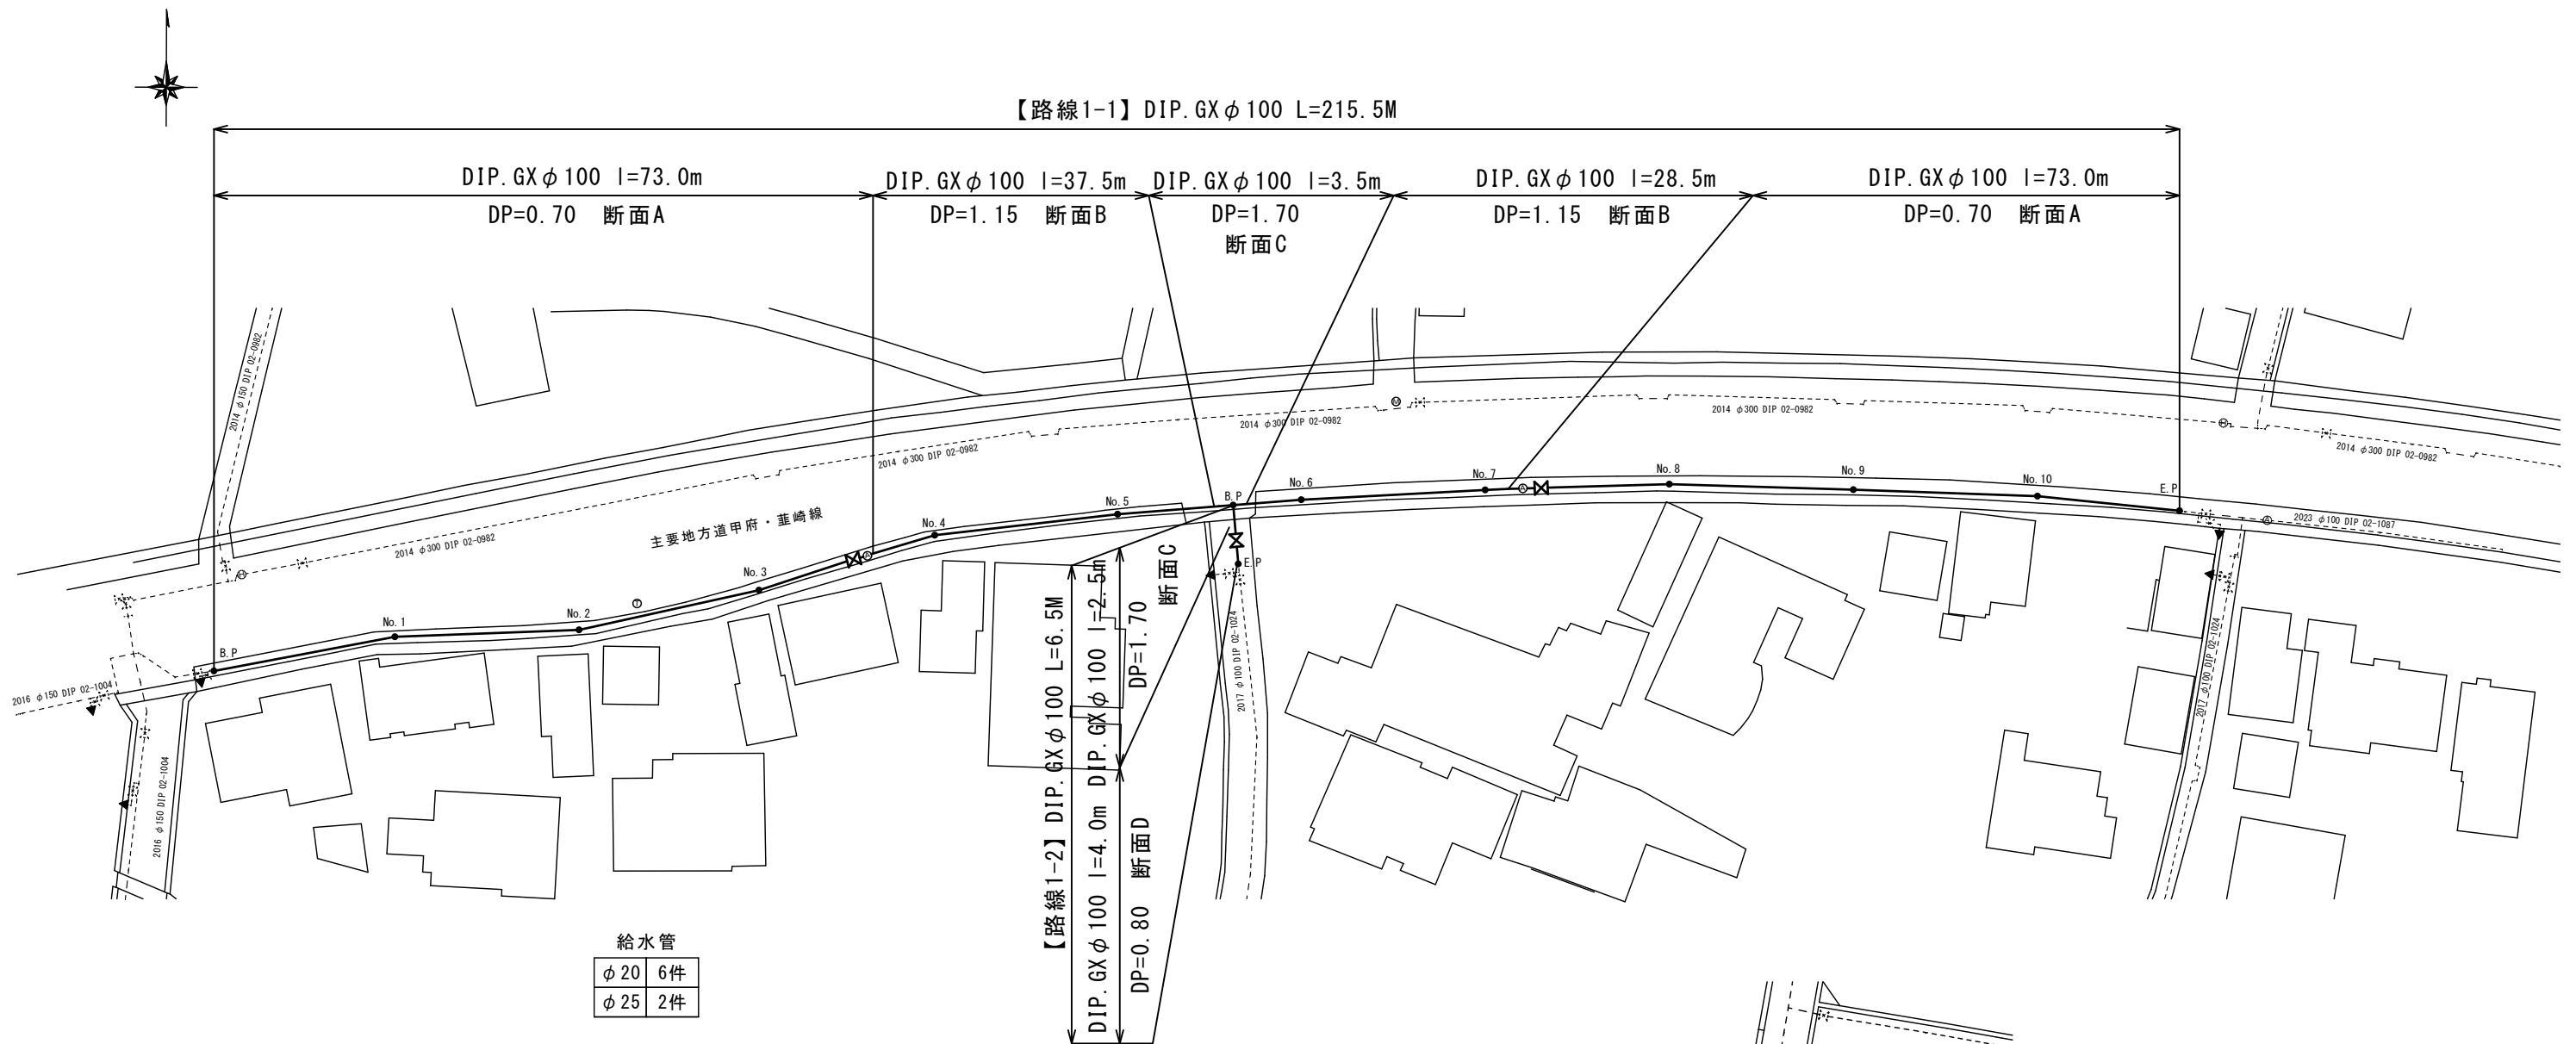 【路線1-1】DIP.GXφ100 L=215.5M
DIP.GXφ100 l=73.0m
DP=0.70 断面A
DIP.GXφ100 l=37.5m
DP=1.15 断面B
DIP.GXφ100 l=3.5m
DP=1.70
断面C
DIP.GXφ100 l=28.5m
DP=1.15 断面B
DIP.GXφ100 l=73.0m
DP=0.70 断面A
2014 φ150 DIP 02-0982
2014 φ300 DIP 02-0982
2014 φ300 DIP 02-0982
2014 φ300 DIP 02-0982
2014 φ300 DIP 02-0982
2014 φ300 DIP 02-0982
主要地方道甲府・韮崎線
B.P
No.1
No.2
No.3
No.4
No.5
B.P
No.6
No.7
No.8
No.9
No.10
E.P
E.P
H
T
A
M
A
H
A
2023 φ100 DIP 02-1087
2016 φ150 DIP 02-1004
2016 φ150 DIP 02-1004
2017 φ100 DIP 02-1024
2017 φ100 DIP 02-1024
【路線1-2】DIP.GXφ100 L=6.5M
DIP.GXφ100 l=2.5m
DP=1.70
断面C
DIP.GXφ100 l=4.0m
DP=0.80 断面D
給水管
φ20 6件
φ25 2件